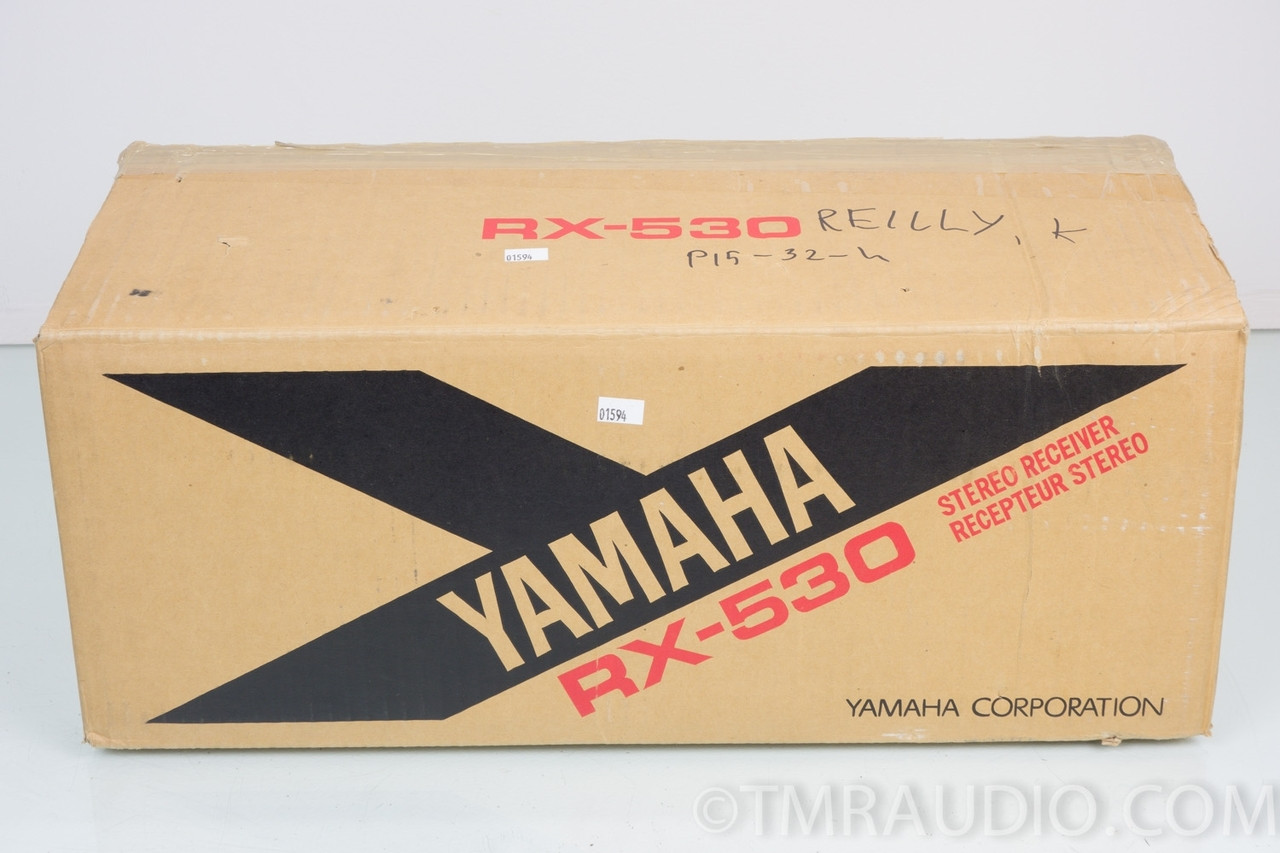 RX-530 REILLY, K
01594
P15-32-4
01594
YAMAHA
RX-530
STEREO RECEIVER
RECEPTEUR STEREO
YAMAHA CORPORATION
©TMRAUDIO.COM